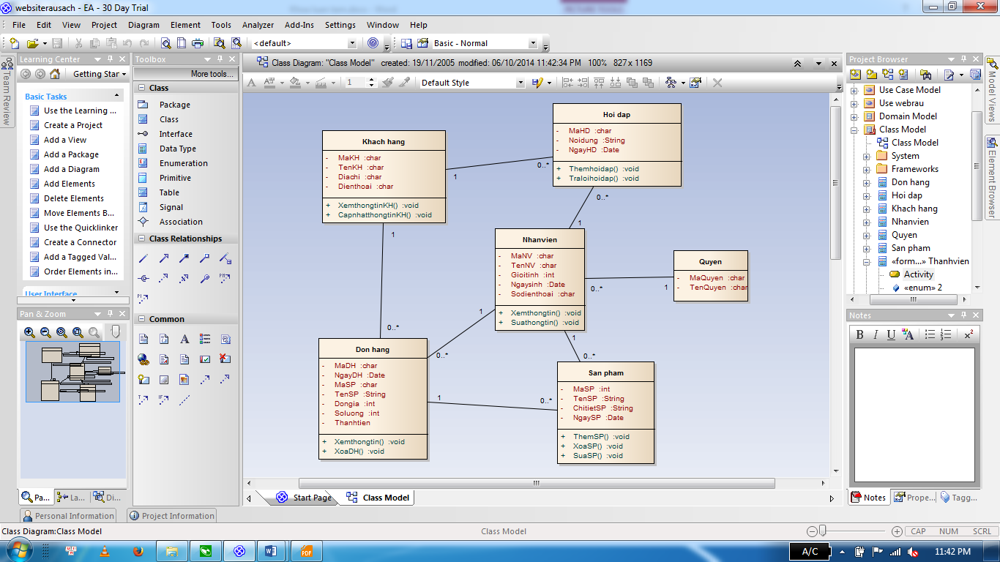 websiterausach - EA - 30 Day Trial
File Edit View Project Diagram Element Tools Analyzer Add-Ins Settings Window Help
<default>
Basic - Normal
Team Review
Learning Center
Getting Star
Basic Tasks
Use the Learning ...
Create a Project
Add a View
Add a Package
Add a Diagram
Add Elements
Delete Elements
Move Elements B...
Use the Quicklinker
Create a Connector
Add a Tagged Val...
Order Elements in...
User Interface
Pan & Zoom
Pa...
La...
Di...
Toolbox
More tools...
Class
Package
Class
Interface
Data Type
Enumeration
Primitive
Table
Signal
Association
Class Relationships
Common
Class Diagram: "Class Model" created: 19/11/2005 modified: 06/10/2014 11:42:34 PM 100% 827 x 1169
1
Default Style
Khach hang
- MaKH :char
- TenKH :char
- Diachi :char
- Dienthoai :char
+ XemthongtinKH() :void
+ CapnhatthongtinKH() :void
Hoi dap
- MaHD :char
- Noidung :String
- NgayHD :Date
+ Themhoidap() :void
+ Traloihoidap() :void
1
0..*
0..*
1
1
0..*
Nhanvien
- MaNV :char
- TenNV :char
- Gioitinh :int
- Ngaysinh :Date
- Sodienthoai :char
+ Xemthongtin() :void
+ Suathongtin() :void
Quyen
- MaQuyen :char
- TenQuyen :char
0..*
1
1
0..*
1
0..*
Don hang
- MaDH :char
- NgayDH :Date
- MaSP :char
- TenSP :String
- Dongia :int
- Soluong :int
- Thanhtien
+ Xemthongtin() :void
+ XoaDH() :void
1
0..*
San pham
- MaSP :int
- TenSP :String
- ChitietSP :String
- NgaySP :Date
+ ThemSP() :void
+ XoaSP() :void
+ SuaSP() :void
Start Page
Class Model
Project Browser
Use Case Model
Use webrau
Domain Model
Class Model
Class Model
System
Frameworks
Don hang
Hoi dap
Khach hang
Nhanvien
Quyen
San pham
«form...» Thanhvien
Activity
«enum» 2
Notes
B I U A x²
Notes
Prope...
Tagg...
Model Views
Element Browser
Personal Information
Project Information
Class Diagram:Class Model
Class Model
CAP NUM SCRL
A/C
11:42 PM